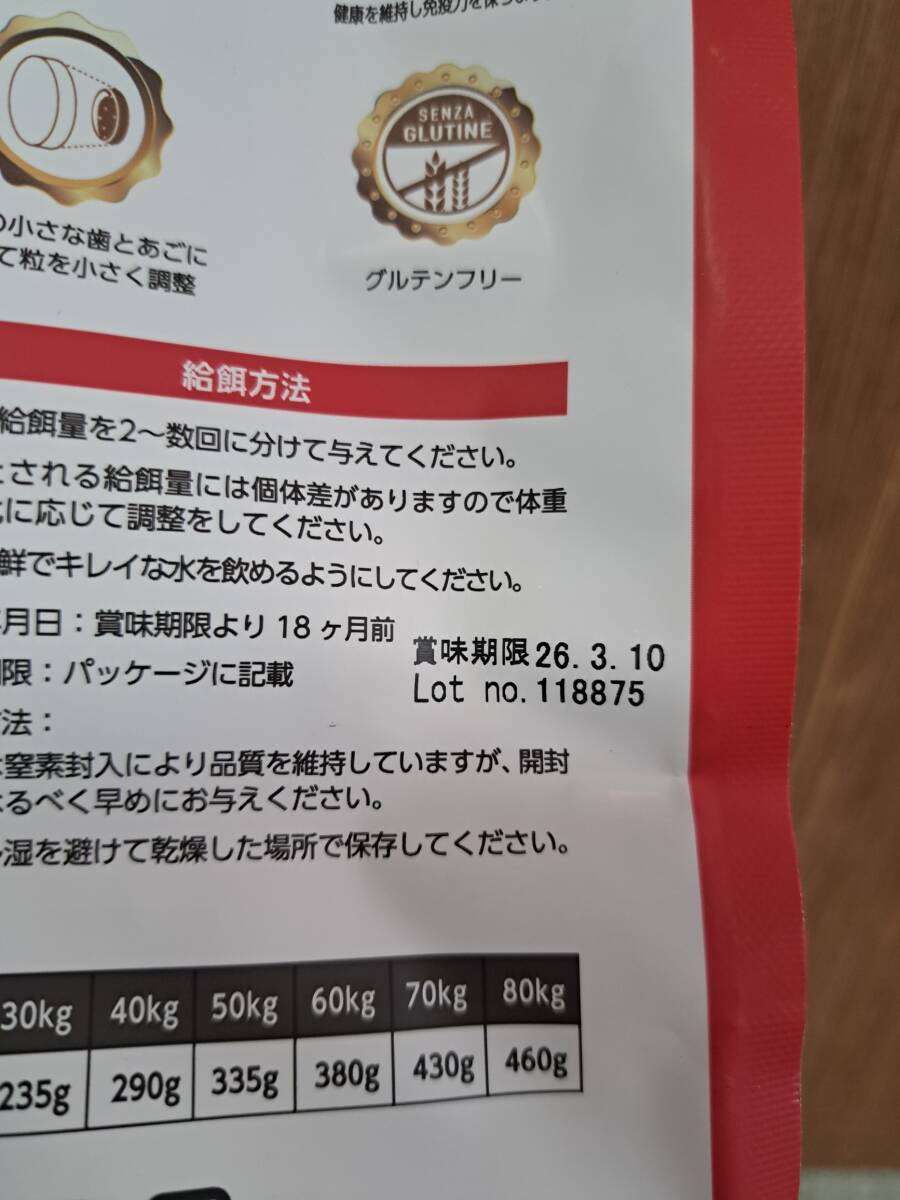 健康を維持し免疫力を保つ
SENZA
GLUTINE
の小さな歯とあごに
て粒を小さく調整
グルテンフリー
給餌方法
給餌量を2〜数回に分けて与えてください。
とされる給餌量には個体差がありますので体重
に応じて調整をしてください。
鮮でキレイな水を飲めるようにしてください。
月日：賞味期限より18ヶ月前
賞味期限26.3.10
限：パッケージに記載
Lot no.118875
法：
窒素封入により品質を維持していますが、開封
なるべく早めにお与えください。
湿を避けて乾燥した場所で保存してください。
30kg 40kg 50kg 60kg 70kg 80kg
235g 290g 335g 380g 430g 460g